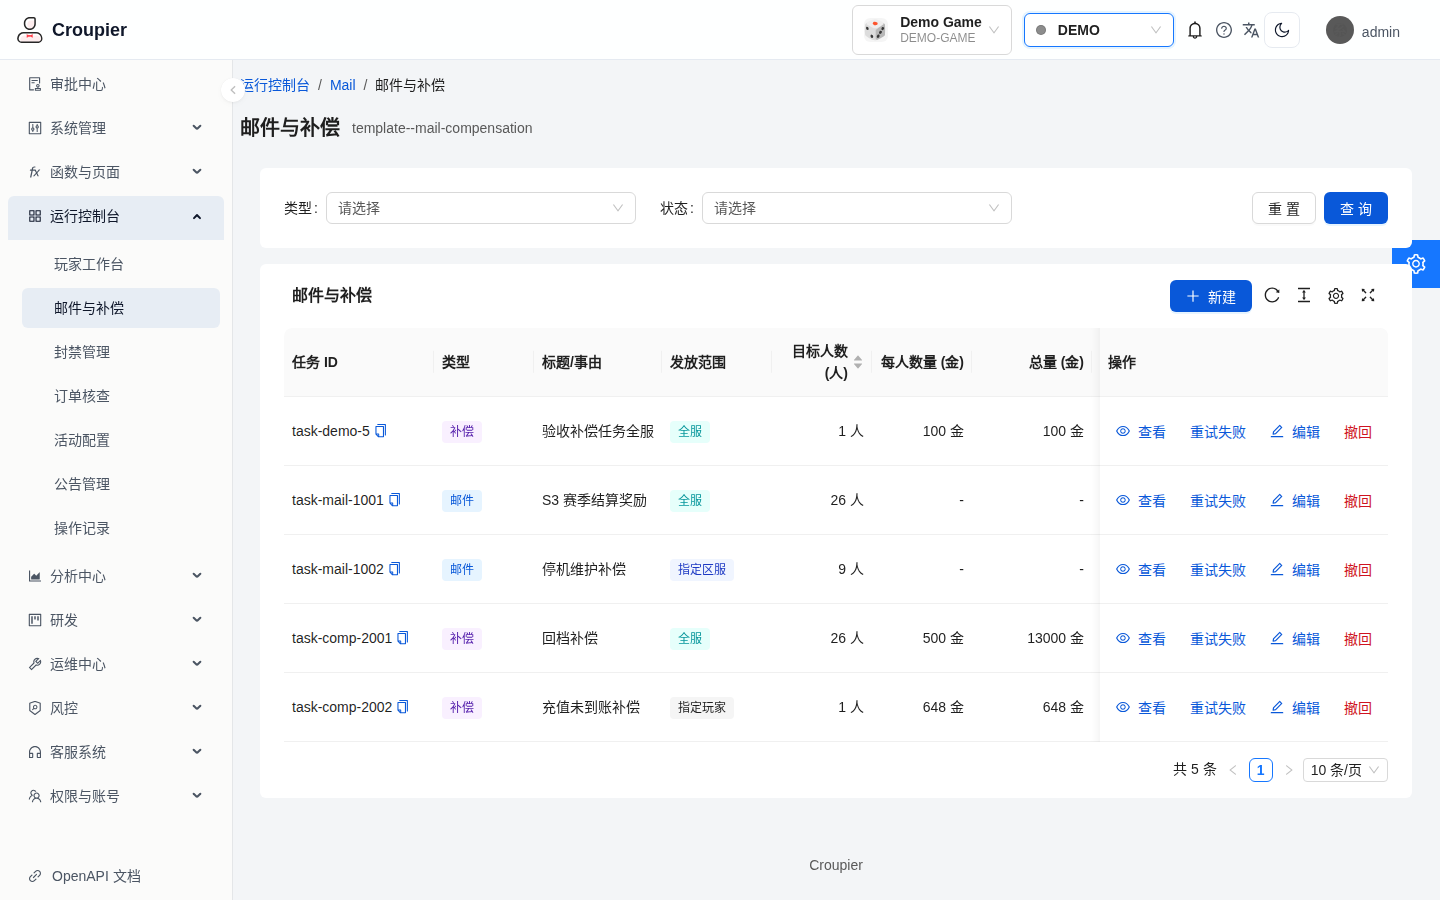 Croupier
Demo Game
DEMO-GAME
DEMO
admin
审批中心
系统管理
函数与页面
运行控制台
玩家工作台
邮件与补偿
封禁管理
订单核查
活动配置
公告管理
操作记录
分析中心
研发
运维中心
风控
客服系统
权限与账号
OpenAPI 文档
运行控制台 / Mail / 邮件与补偿
邮件与补偿 template--mail-compensation
类型: 请选择 状态: 请选择 重 置 查 询
邮件与补偿 新建
任务 ID 类型 标题/事由 发放范围 目标人数 (人) 每人数量 (金) 总量 (金) 操作
task-demo-5 补偿 验收补偿任务全服 全服 1 人 100 金 100 金 查看 重试失败 编辑 撤回
task-mail-1001 邮件 S3 赛季结算奖励 全服 26 人 - - 查看 重试失败 编辑 撤回
task-mail-1002 邮件 停机维护补偿 指定区服 9 人 - - 查看 重试失败 编辑 撤回
task-comp-2001 补偿 回档补偿 全服 26 人 500 金 13000 金 查看 重试失败 编辑 撤回
task-comp-2002 补偿 充值未到账补偿 指定玩家 1 人 648 金 648 金 查看 重试失败 编辑 撤回
共 5 条 1 10 条/页
Croupier